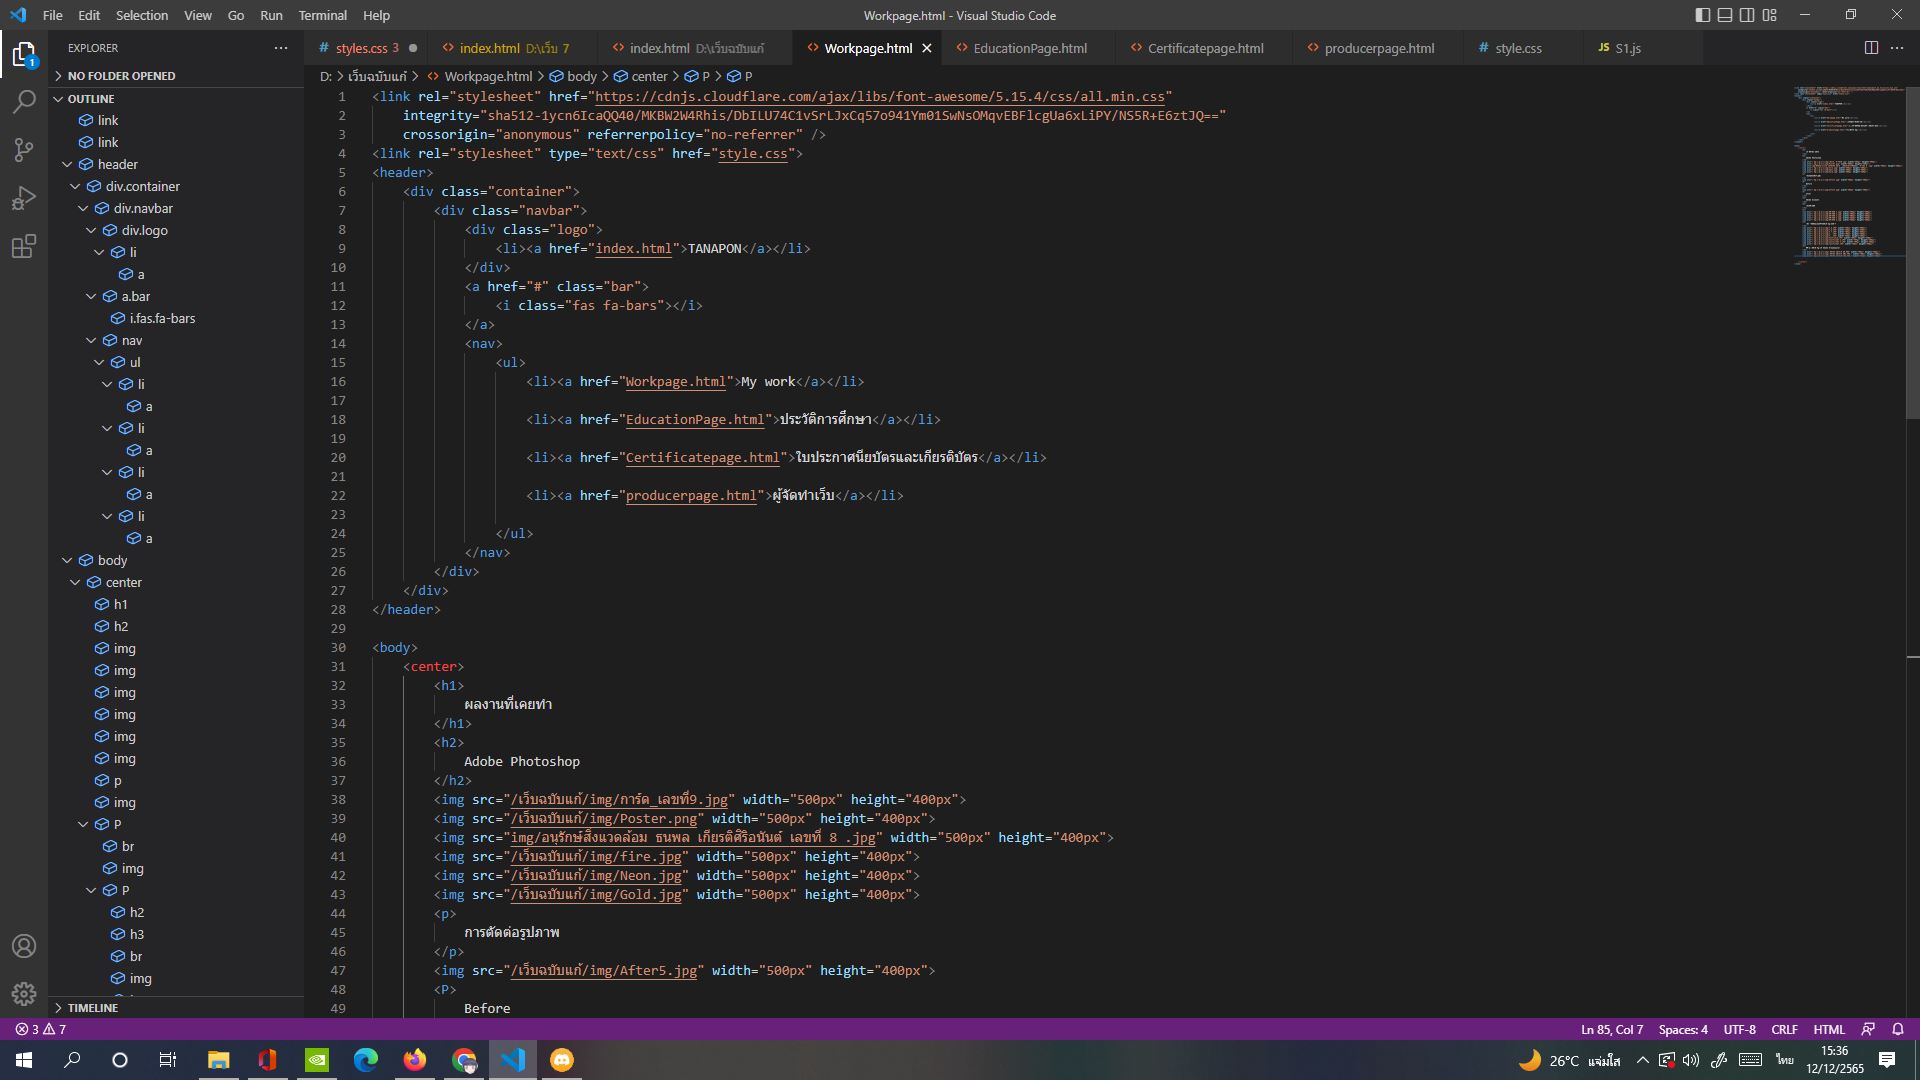 File Edit Selection View Go Run Terminal Help
Workpage.html - Visual Studio Code
EXPLORER
styles.css 3
index.html D:\เว็บ 7
index.html D:\เว็บฉบับแก้
Workpage.html
EducationPage.html
Certificatepage.html
producerpage.html
style.css
JS S1.js
NO FOLDER OPENED
OUTLINE
link
link
header
div.container
div.navbar
div.logo
li
a
a.bar
i.fas.fa-bars
nav
ul
li
a
li
a
li
a
li
a
body
center
h1
h2
img
img
img
img
img
img
p
img
P
br
img
P
h2
h3
br
img
TIMELINE
D: > เว็บฉบับแก้ > Workpage.html > body > center > P > P
1 <link rel="stylesheet" href="https://cdnjs.cloudflare.com/ajax/libs/font-awesome/5.15.4/css/all.min.css"
2 integrity="sha512-1ycn6IcaQQ40/MKBW2W4Rhis/DbILU74C1vSrLJxCq57o941Ym01SwNsOMqvEBFlcgUa6xLiPY/NS5R+E6ztJQ=="
3 crossorigin="anonymous" referrerpolicy="no-referrer" />
4 <link rel="stylesheet" type="text/css" href="style.css">
5 <header>
6 <div class="container">
7 <div class="navbar">
8 <div class="logo">
9 <li><a href="index.html">TANAPON</a></li>
10 </div>
11 <a href="#" class="bar">
12 <i class="fas fa-bars"></i>
13 </a>
14 <nav>
15 <ul>
16 <li><a href="Workpage.html">My work</a></li>
17
18 <li><a href="EducationPage.html">ประวัติการศึกษา</a></li>
19
20 <li><a href="Certificatepage.html">ใบประกาศนียบัตรและเกียรติบัตร</a></li>
21
22 <li><a href="producerpage.html">ผู้จัดทำเว็บ</a></li>
23
24 </ul>
25 </nav>
26 </div>
27 </div>
28 </header>
29
30 <body>
31 <center>
32 <h1>
33 ผลงานที่เคยทำ
34 </h1>
35 <h2>
36 Adobe Photoshop
37 </h2>
38 <img src="/เว็บฉบับแก้/img/การ์ด_เลขที่9.jpg" width="500px" height="400px">
39 <img src="/เว็บฉบับแก้/img/Poster.png" width="500px" height="400px">
40 <img src="img/อนุรักษ์สิ่งแวดล้อม ธนพล เกียรติศิริอนันต์ เลขที่ 8 .jpg" width="500px" height="400px">
41 <img src="/เว็บฉบับแก้/img/fire.jpg" width="500px" height="400px">
42 <img src="/เว็บฉบับแก้/img/Neon.jpg" width="500px" height="400px">
43 <img src="/เว็บฉบับแก้/img/Gold.jpg" width="500px" height="400px">
44 <p>
45 การตัดต่อรูปภาพ
46 </p>
47 <img src="/เว็บฉบับแก้/img/After5.jpg" width="500px" height="400px">
48 <P>
49 Before
3 7
Ln 85, Col 7 Spaces: 4 UTF-8 CRLF HTML
26°C แจ่มใส
ไทย
15:36
12/12/2565